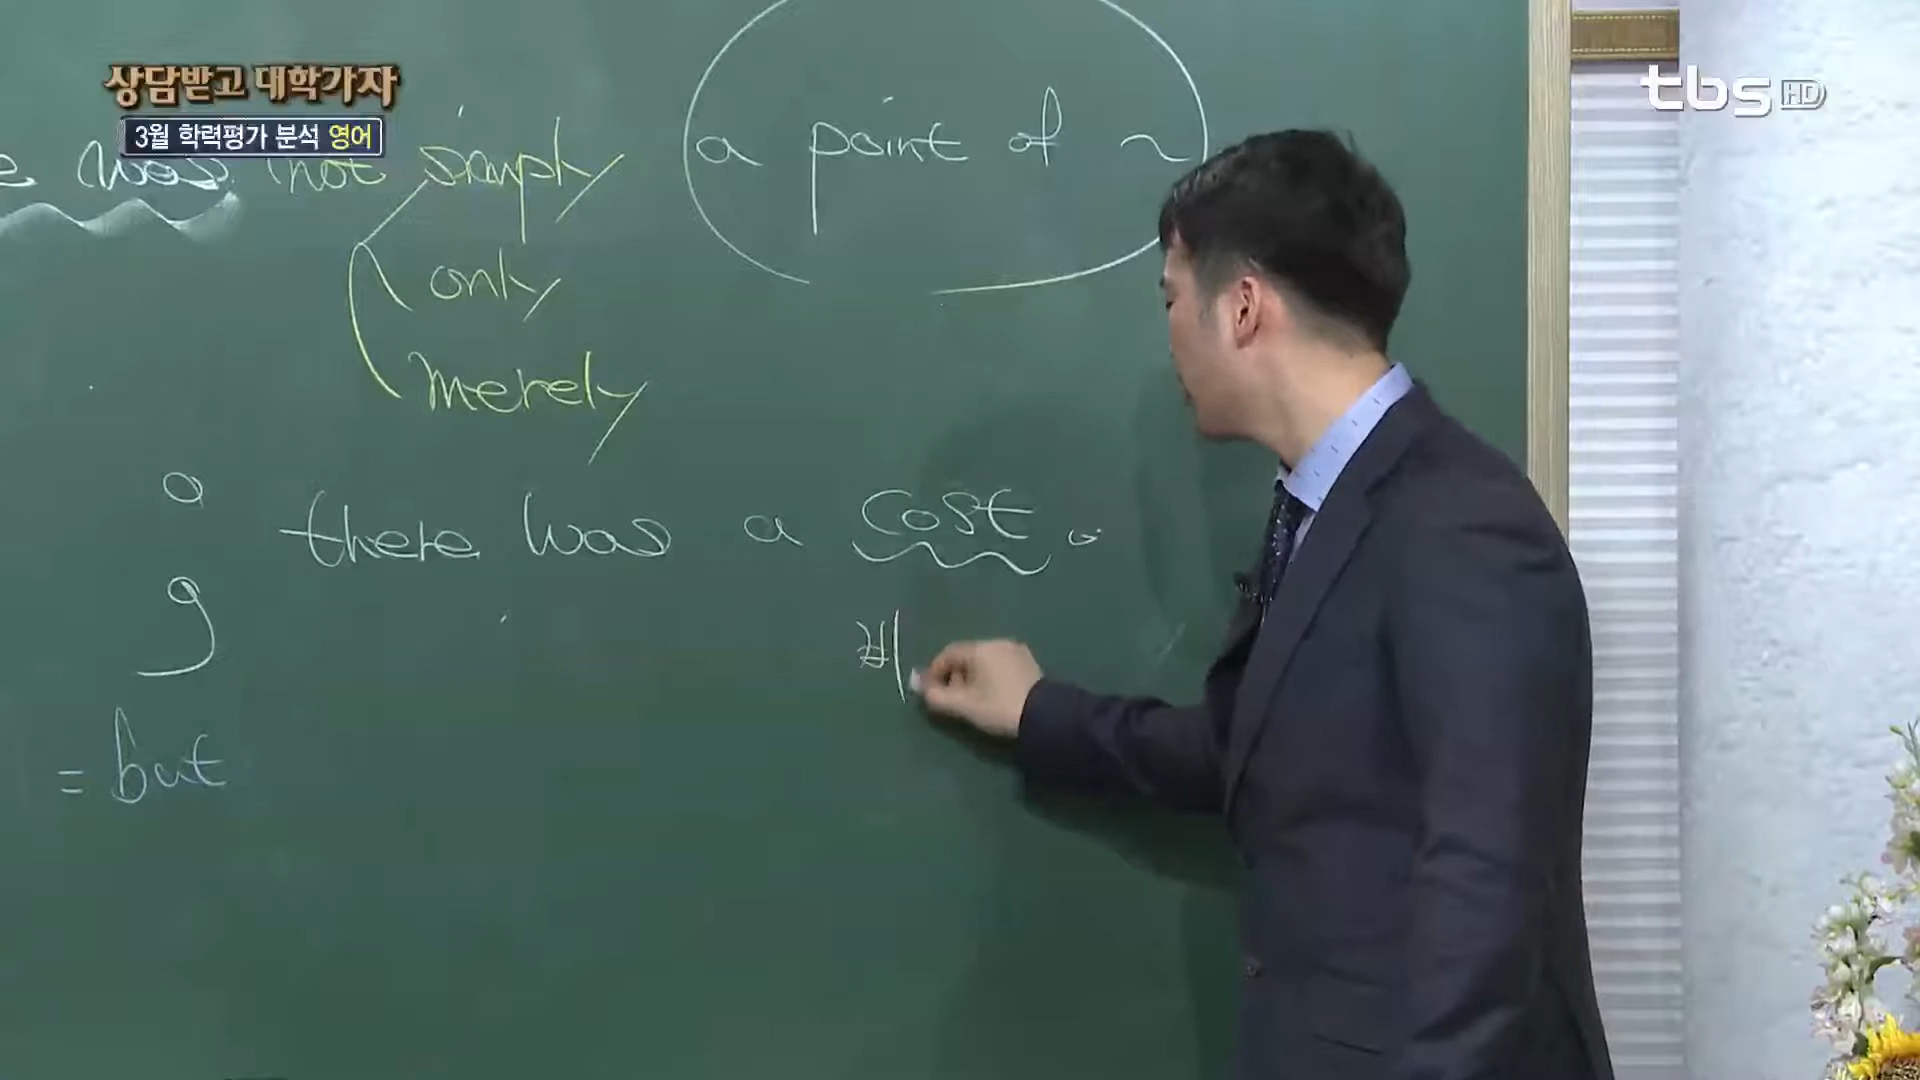 상담받고 대학가자
3월 학력평가 분석 영어
tbs HD
was not simply
a point of ~
only
merely
there was a cost.
비
= but